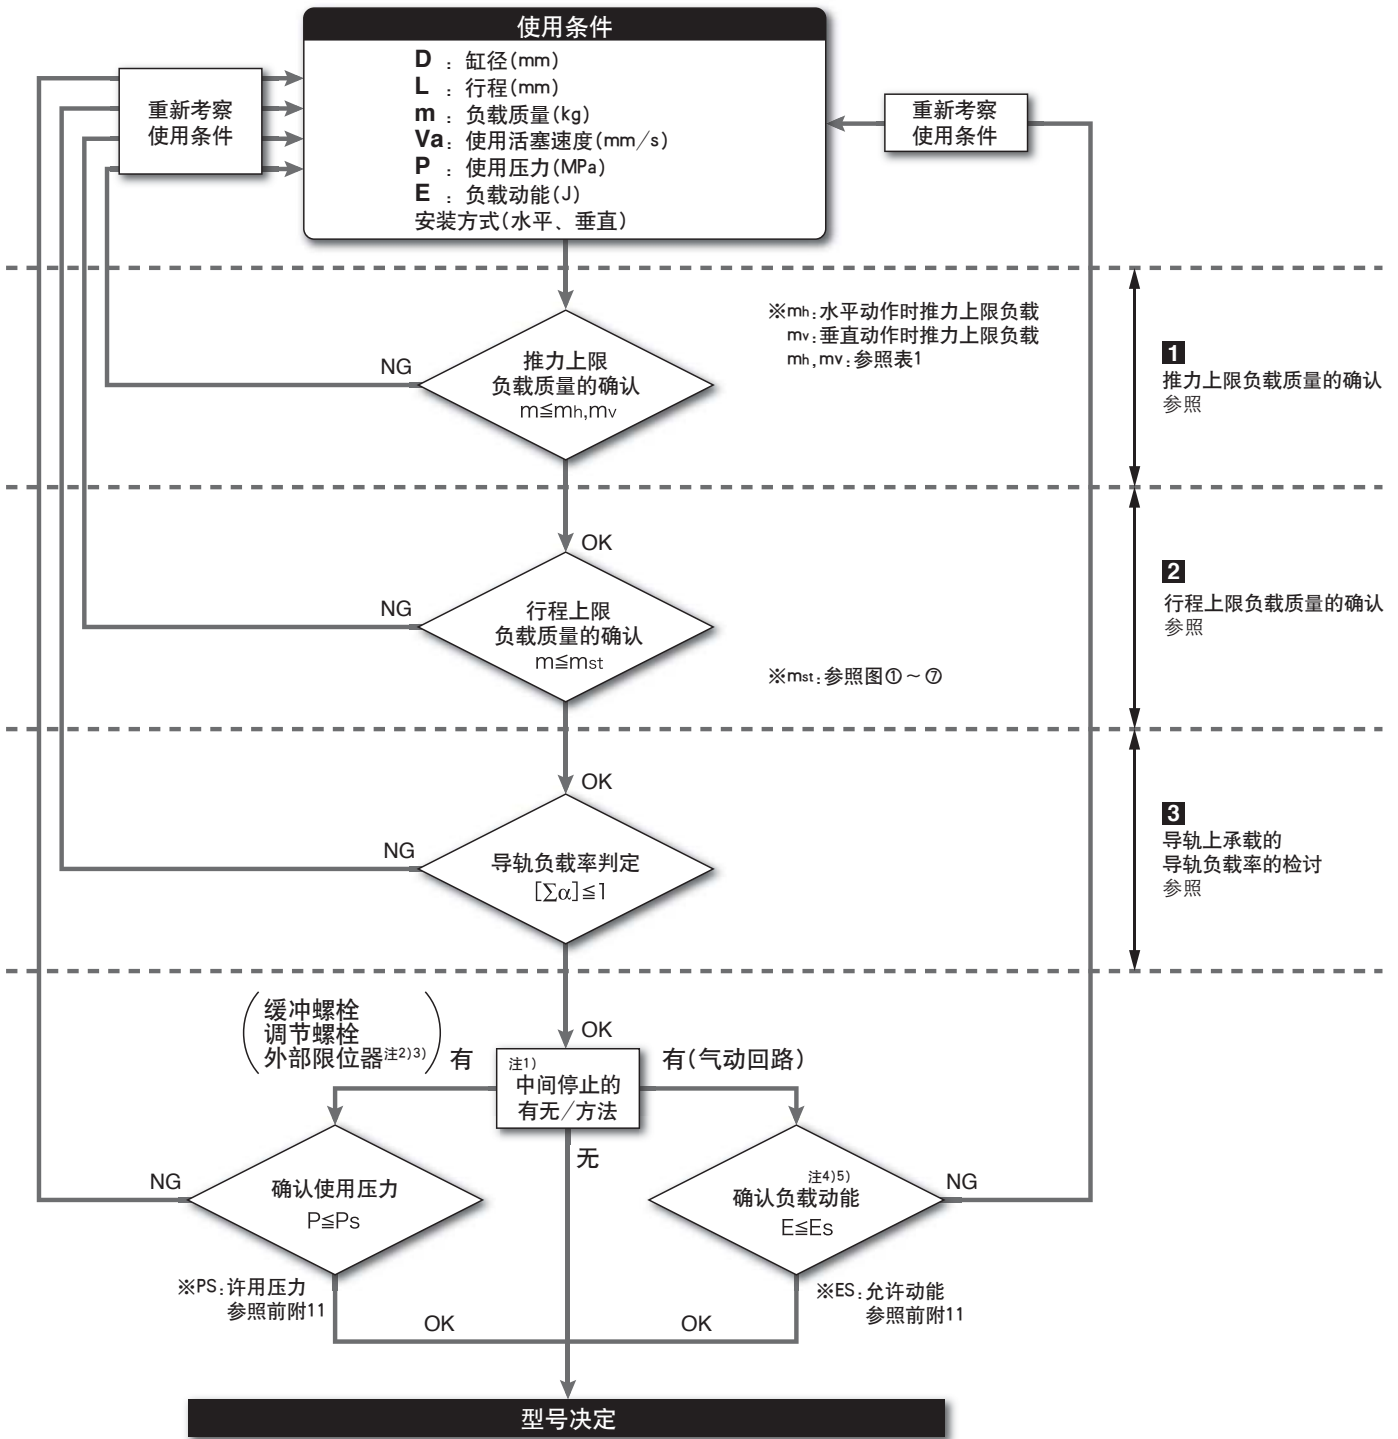 使用条件
D ：缸径(mm)
L ：行程(mm)
m ：负载质量(kg)
Va：使用活塞速度(mm/s)
P ：使用压力(MPa)
E ：负载动能(J)
安装方式(水平、垂直)
重新考察
使用条件
重新考察
使用条件
※mh：水平动作时推力上限负载
mv：垂直动作时推力上限负载
mh,mv：参照表1
NG
推力上限
负载质量的确认
m≦mh,mv
1
推力上限负载质量的确认
参照
OK
NG
行程上限
负载质量的确认
m≦mst
※mst：参照图①～⑦
2
行程上限负载质量的确认
参照
OK
NG
导轨负载率判定
[∑α]≦1
3
导轨上承载的
导轨负载率的检讨
参照
OK
缓冲螺栓
调节螺栓
外部限位器注2)3)
有
注1)
中间停止的
有无/方法
有(气动回路)
无
NG
确认使用压力
P≦Ps
注4)5)
确认负载动能
E≦Es
NG
※PS：许用压力
参照前附11
※ES：允许动能
参照前附11
OK
OK
型号决定